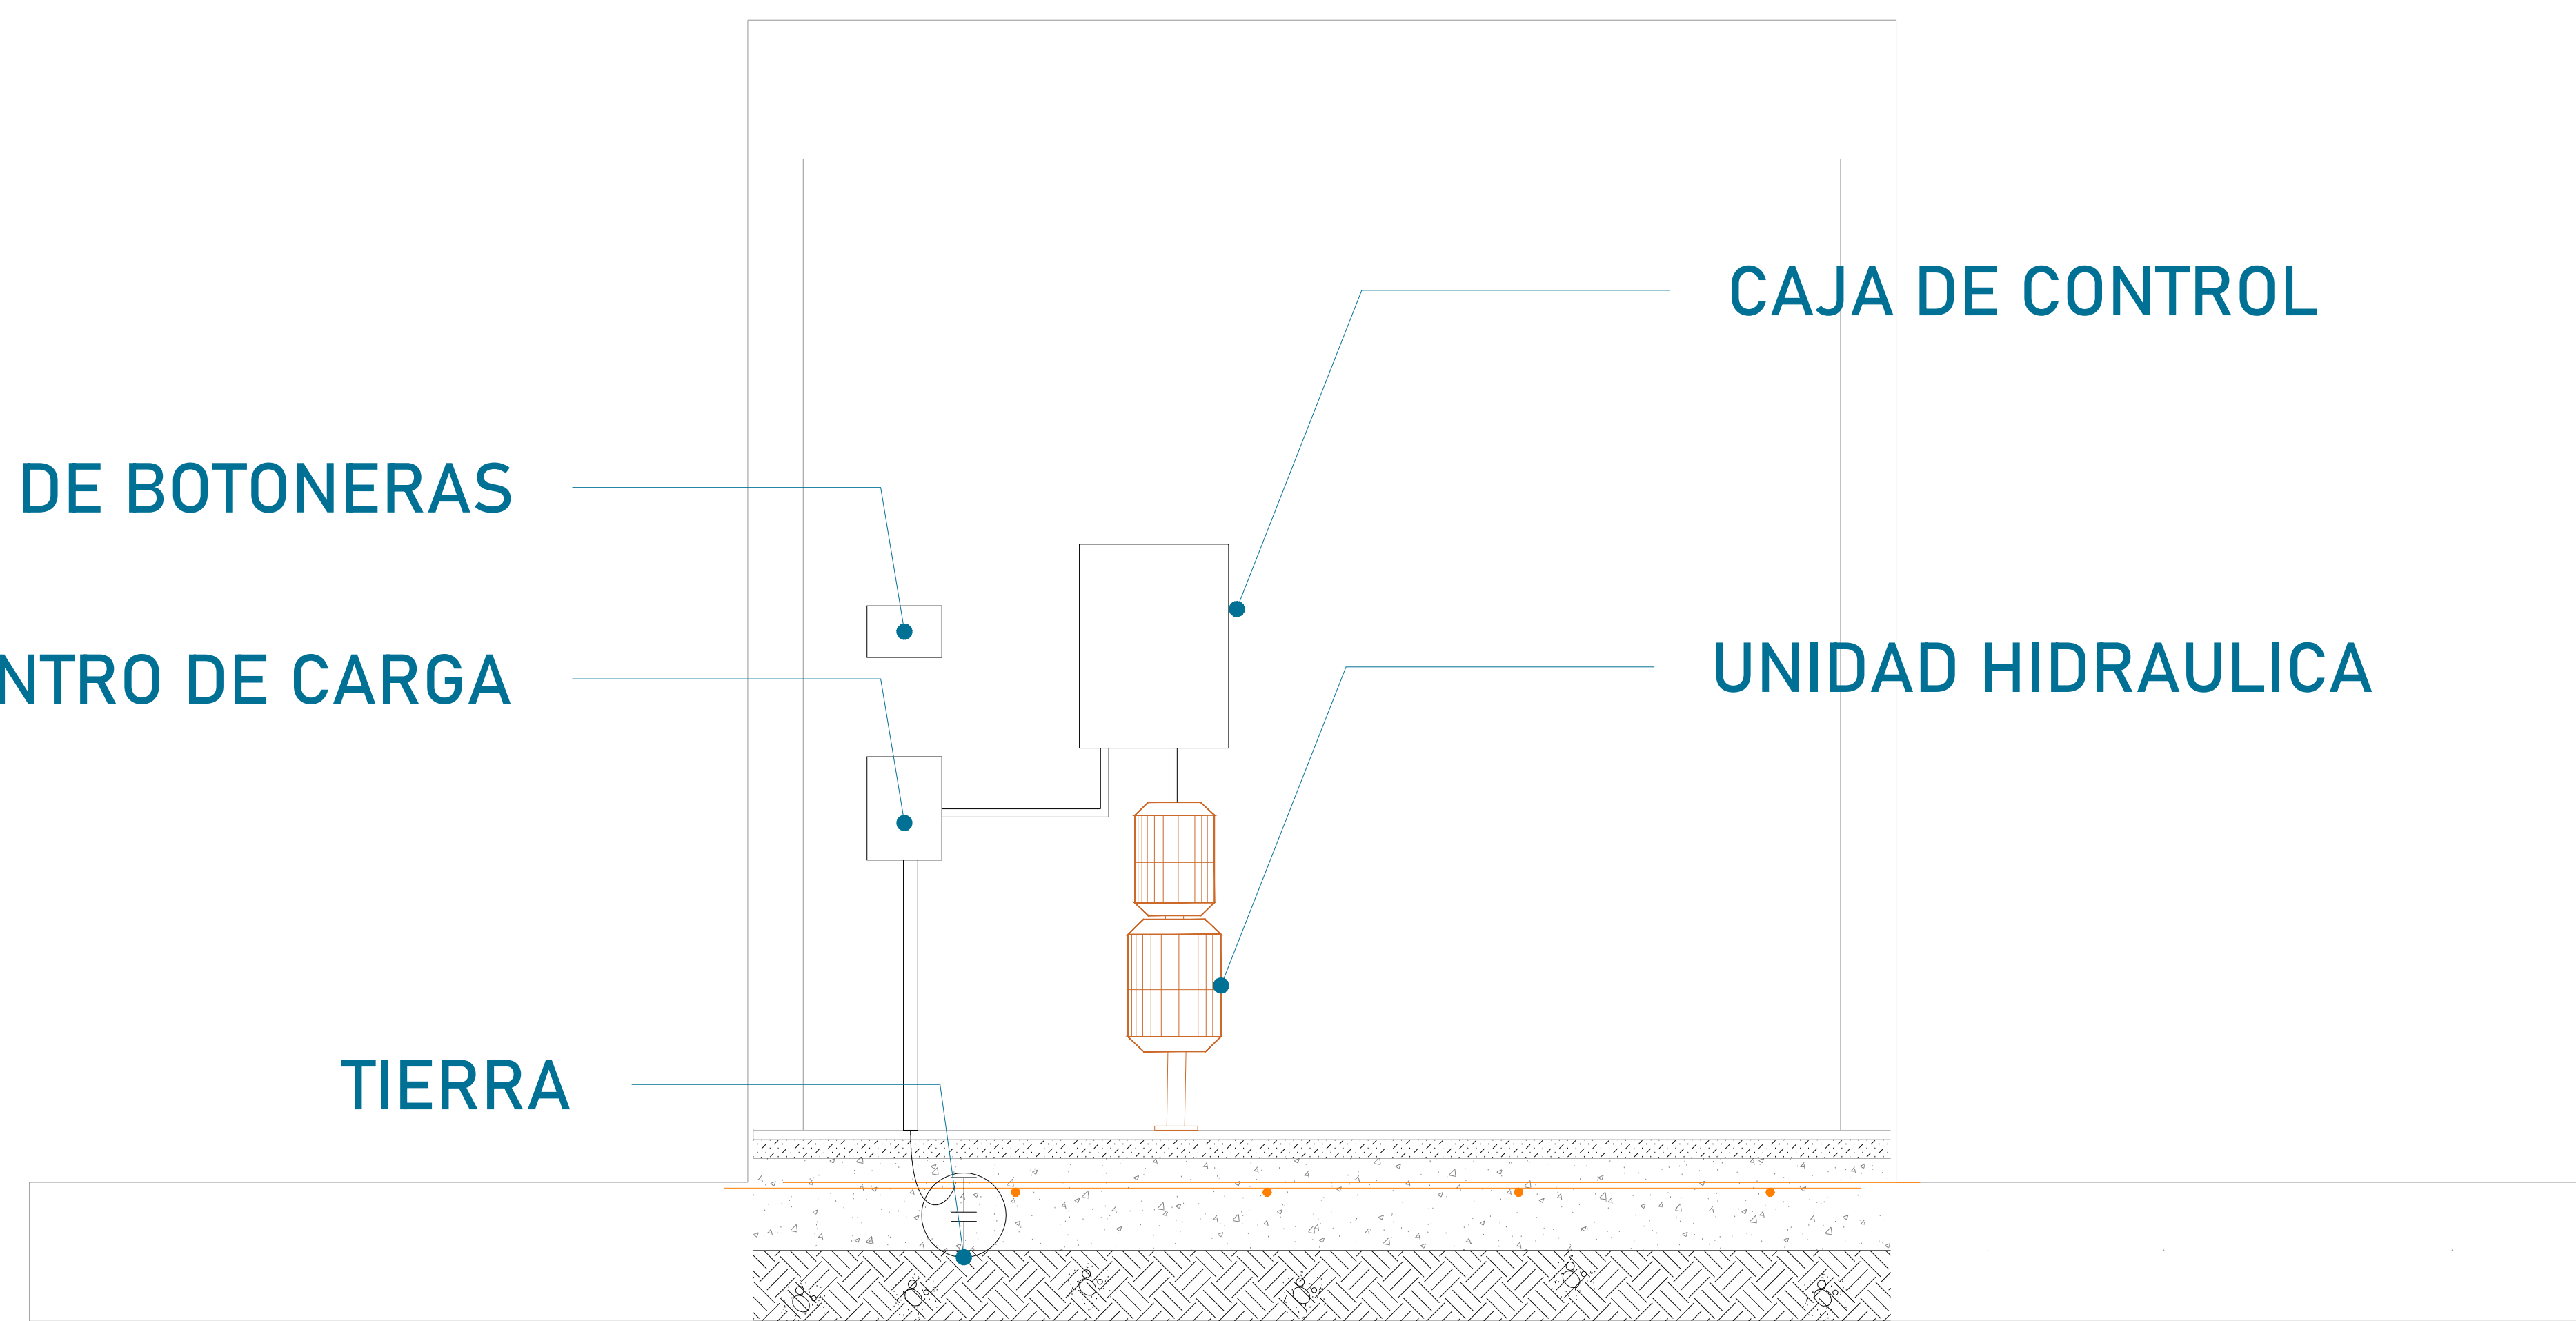 CAJA DE CONTROL
DE BOTONERAS
UNIDAD HIDRAULICA
NTRO DE CARGA
TIERRA